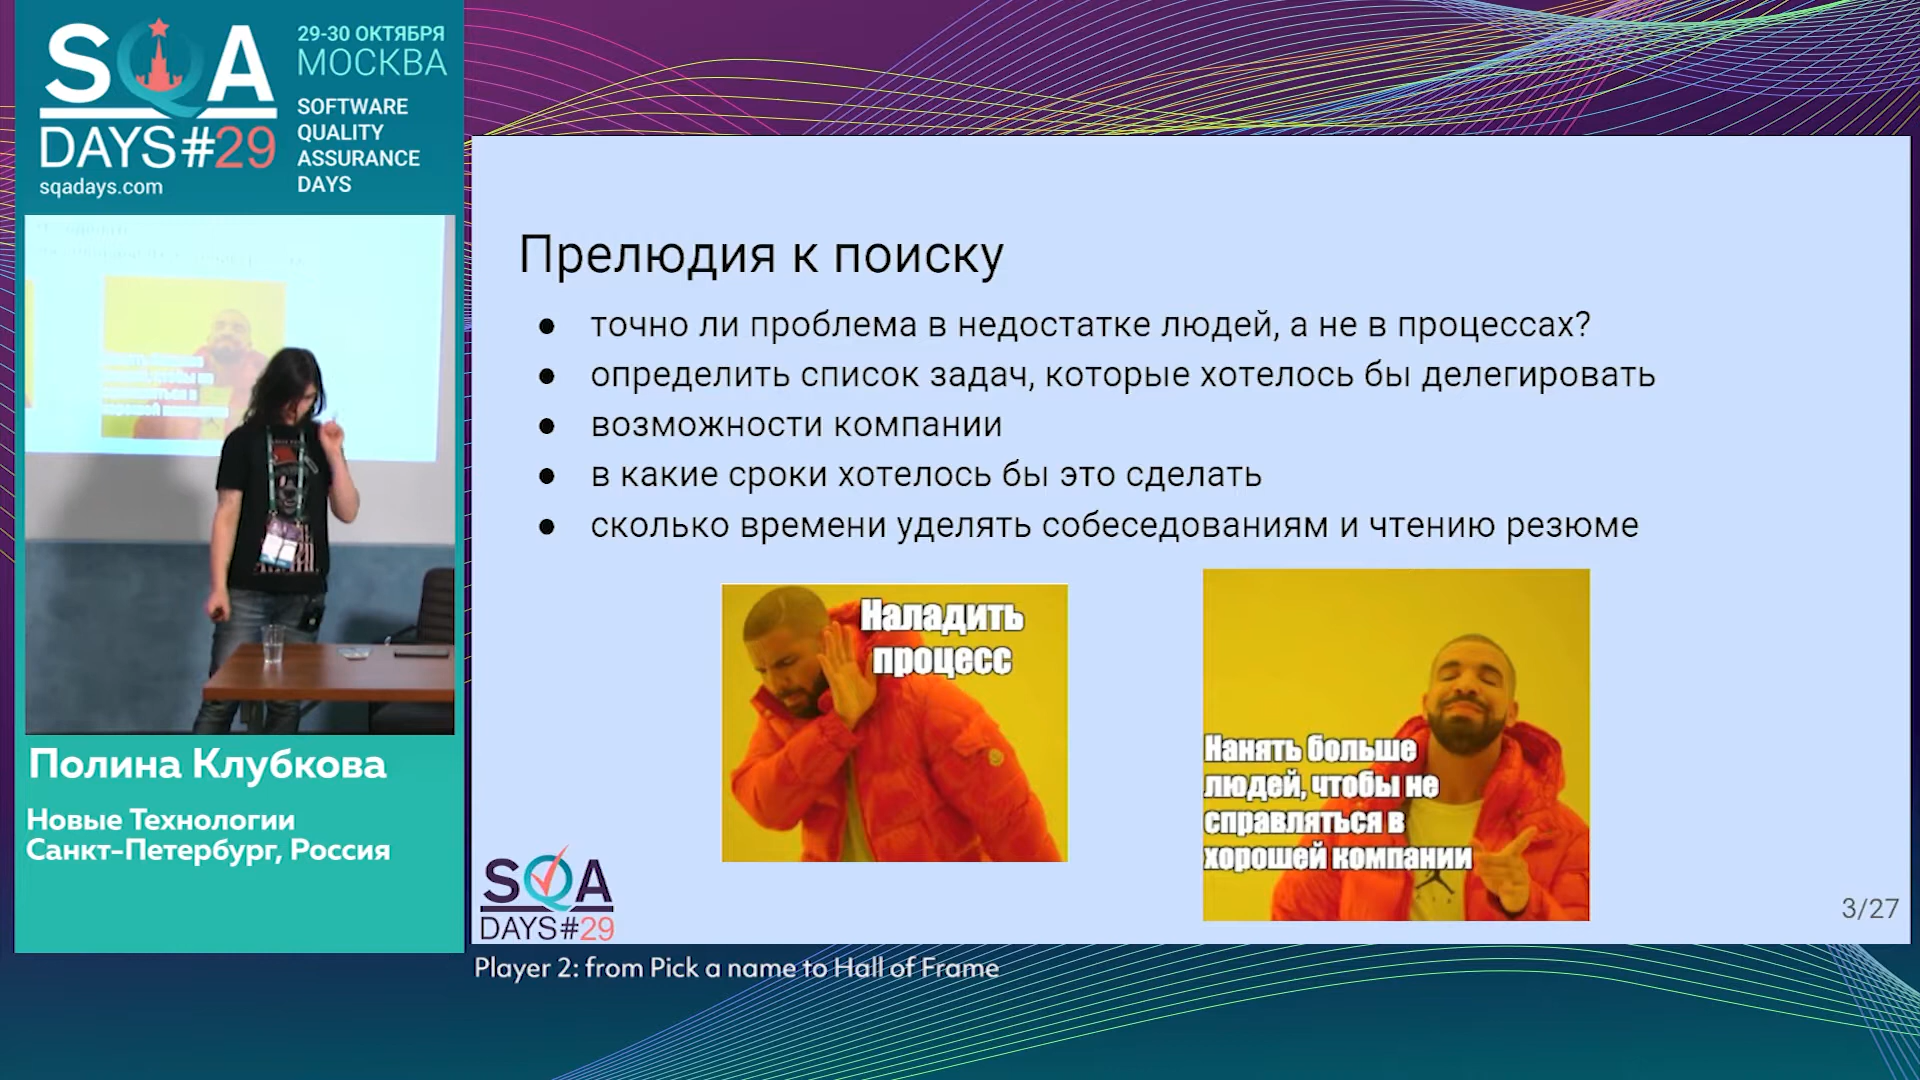 SQA
DAYS#29
sqadays.com
29-30 ОКТЯБРЯ
МОСКВА
SOFTWARE
QUALITY
ASSURANCE
DAYS
Полина Клубкова
Новые Технологии
Санкт-Петербург, Россия
Прелюдия к поиску
● точно ли проблема в недостатке людей, а не в процессах?
● определить список задач, которые хотелось бы делегировать
● возможности компании
● в какие сроки хотелось бы это сделать
● сколько времени уделять собеседованиям и чтению резюме
Наладить
процесс
Нанять больше
людей, чтобы не
справляться в
хорошей компании
SQA
DAYS#29
3/27
Player 2: from Pick a name to Hall of Frame